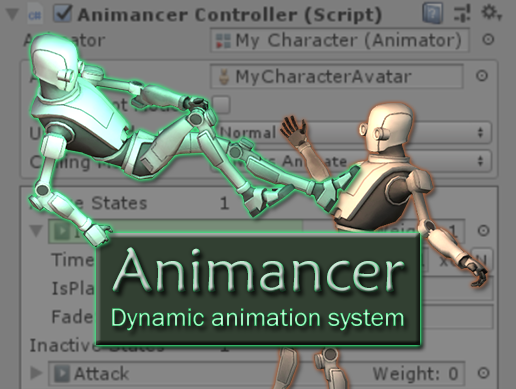 Animancer Controller (Script)
Animator My Character (Animator)
MyCharacterAvatar
Normal
Animate
States 1
1
Time
IsPla
Fade
Animancer
Dynamic animation system
Inactive States
Attack Weight: 0